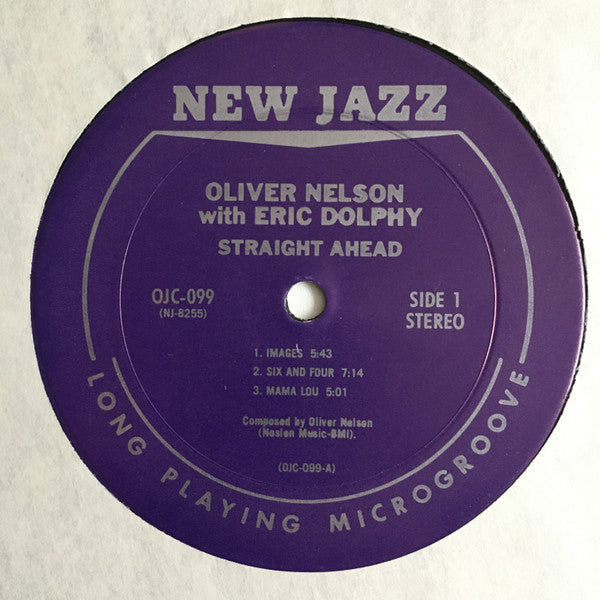 NEW JAZZ
OLIVER NELSON
with ERIC DOLPHY
STRAIGHT AHEAD
OJC-099
(NJ-8255)
SIDE 1
STEREO
1. IMAGES 5:43
2. SIX AND FOUR 7:14
3. MAMA LOU 5:01
Composed by Oliver Nelson
(Noslen Music-BMI).
(OJC-099-A)
LONG PLAYING MICROGROOVE